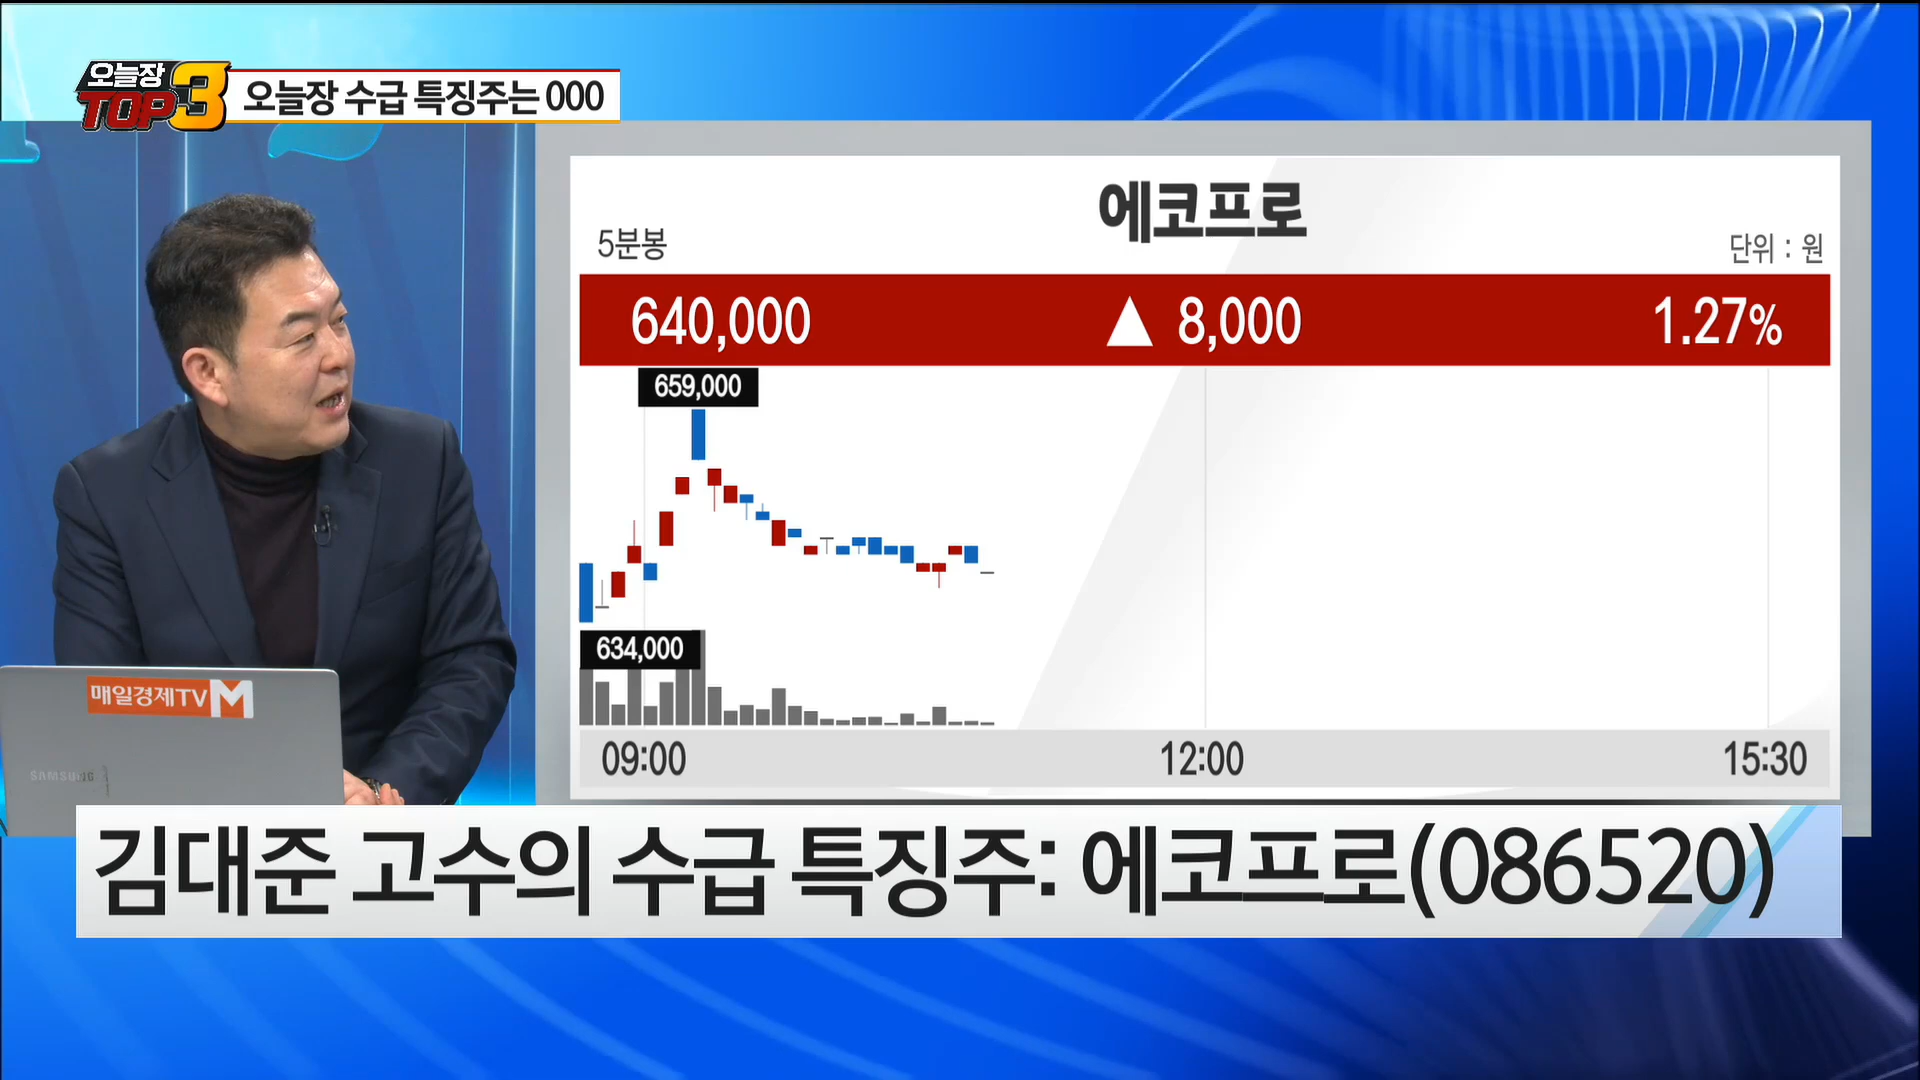 오늘장
TOP3
오늘장 수급 특징주는 000
에코프로
5분봉
단위 : 원
640,000 ▲ 8,000 1.27%
659,000
634,000
09:00 12:00 15:30
매일경제TV M
SAMSUNG
김대준 고수의 수급 특징주: 에코프로(086520)